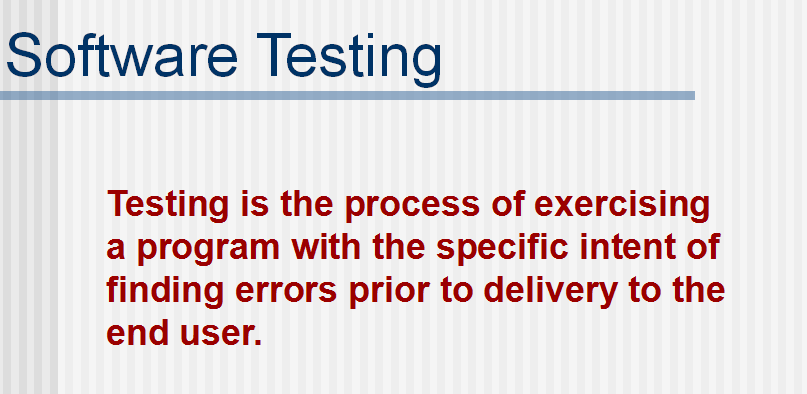 Software Testing
Testing is the process of exercising
a program with the specific intent of
finding errors prior to delivery to the
end user.